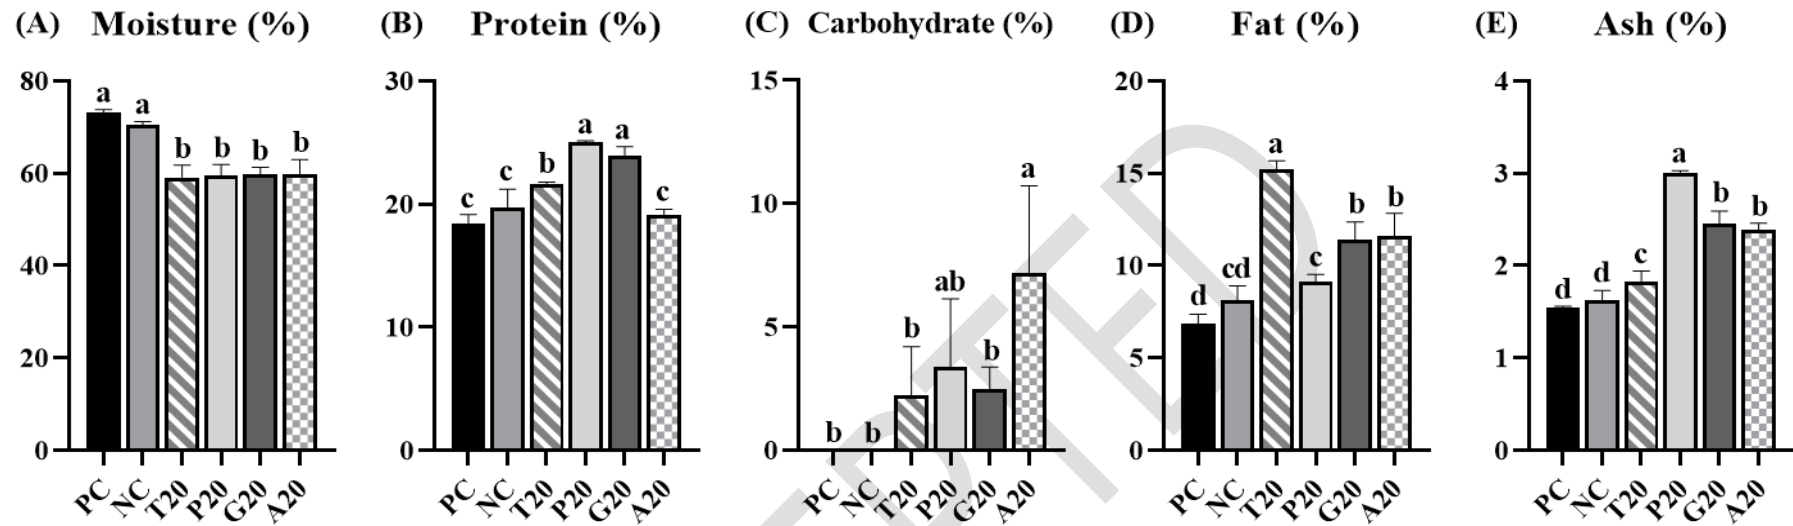 (A) Moisture (%)
80
60
40
20
0
a
a
b
b
b
b
PC
NC
T20
P20
G20
A20
(B) Protein (%)
30
20
10
0
c
c
b
a
a
c
PC
NC
T20
P20
G20
A20
(C) Carbohydrate (%)
15
10
5
0
b
b
b
ab
b
a
PC
NC
T20
P20
G20
A20
(D) Fat (%)
20
15
10
5
0
d
cd
a
c
b
b
PC
NC
T20
P20
G20
A20
(E) Ash (%)
4
3
2
1
0
d
d
c
a
b
b
PC
NC
T20
P20
G20
A20